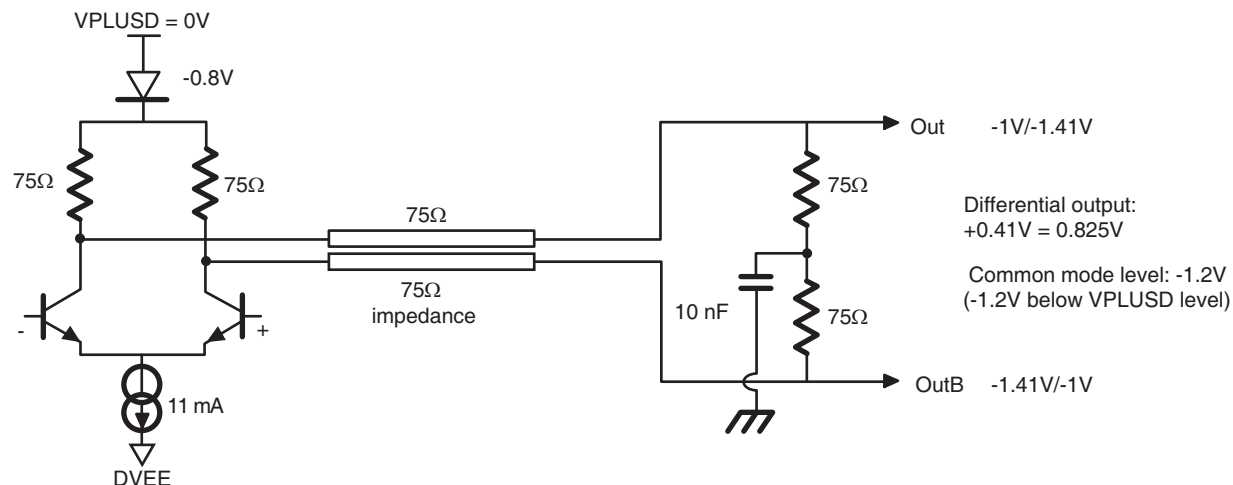 VPLUSD = 0V
-0.8V
75Ω
75Ω
75Ω
75Ω
impedance
-
+
11 mA
DVEE
Out
-1V/-1.41V
75Ω
10 nF
75Ω
Differential output:
+0.41V = 0.825V
Common mode level: -1.2V
(-1.2V below VPLUSD level)
OutB
-1.41V/-1V